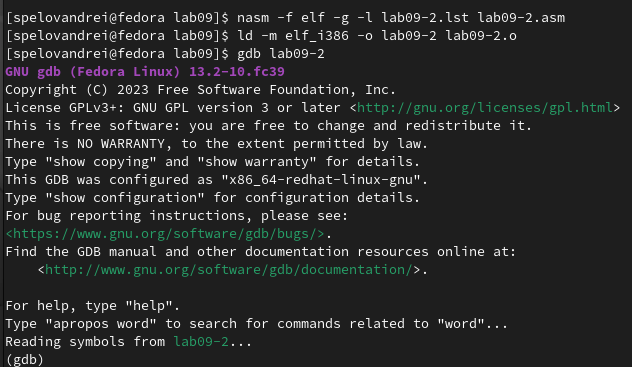 [spelovandrei@fedora lab09]$ nasm -f elf -g -l lab09-2.lst lab09-2.asm
[spelovandrei@fedora lab09]$ ld -m elf_i386 -o lab09-2 lab09-2.o
[spelovandrei@fedora lab09]$ gdb lab09-2
GNU gdb (Fedora Linux) 13.2-10.fc39
Copyright (C) 2023 Free Software Foundation, Inc.
License GPLv3+: GNU GPL version 3 or later <http://gnu.org/licenses/gpl.html>
This is free software: you are free to change and redistribute it.
There is NO WARRANTY, to the extent permitted by law.
Type "show copying" and "show warranty" for details.
This GDB was configured as "x86_64-redhat-linux-gnu".
Type "show configuration" for configuration details.
For bug reporting instructions, please see:
<https://www.gnu.org/software/gdb/bugs/>.
Find the GDB manual and other documentation resources online at:
    <http://www.gnu.org/software/gdb/documentation/>.

For help, type "help".
Type "apropos word" to search for commands related to "word"...
Reading symbols from lab09-2...
(gdb)